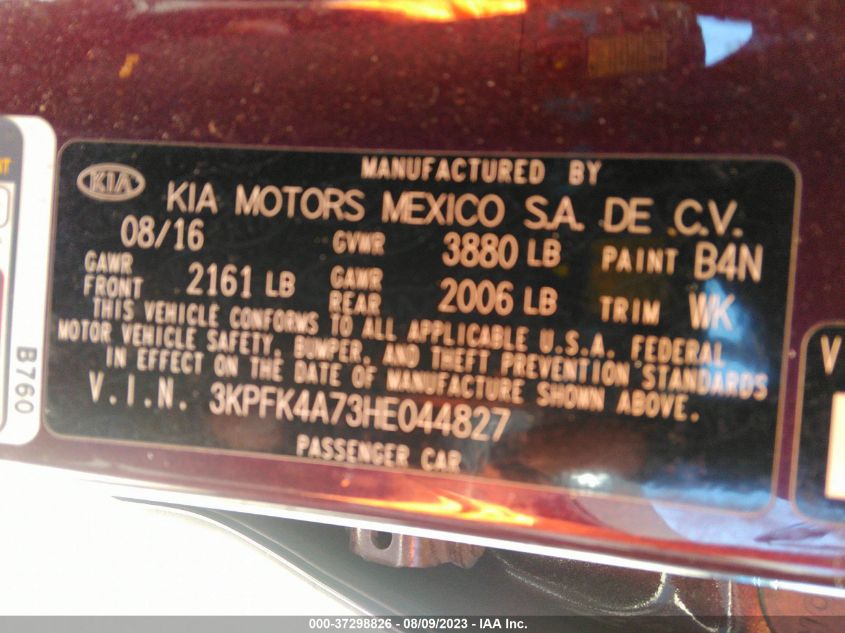 MANUFACTURED BY
KIA KIA MOTORS MEXICO S.A. DE C.V.
08/16 GVWR 3880 LB PAINT B4N
GAWR FRONT 2161 LB GAWR REAR 2006 LB TRIM WK
THIS VEHICLE CONFORMS TO ALL APPLICABLE U.S.A. FEDERAL
MOTOR VEHICLE SAFETY, BUMPER, AND THEFT PREVENTION STANDARDS
IN EFFECT ON THE DATE OF MANUFACTURE SHOWN ABOVE.
V.I.N. 3KPFK4A73HE044827
PASSENGER CAR
B760
V
000-37298826 - 08/09/2023 - IAA Inc.